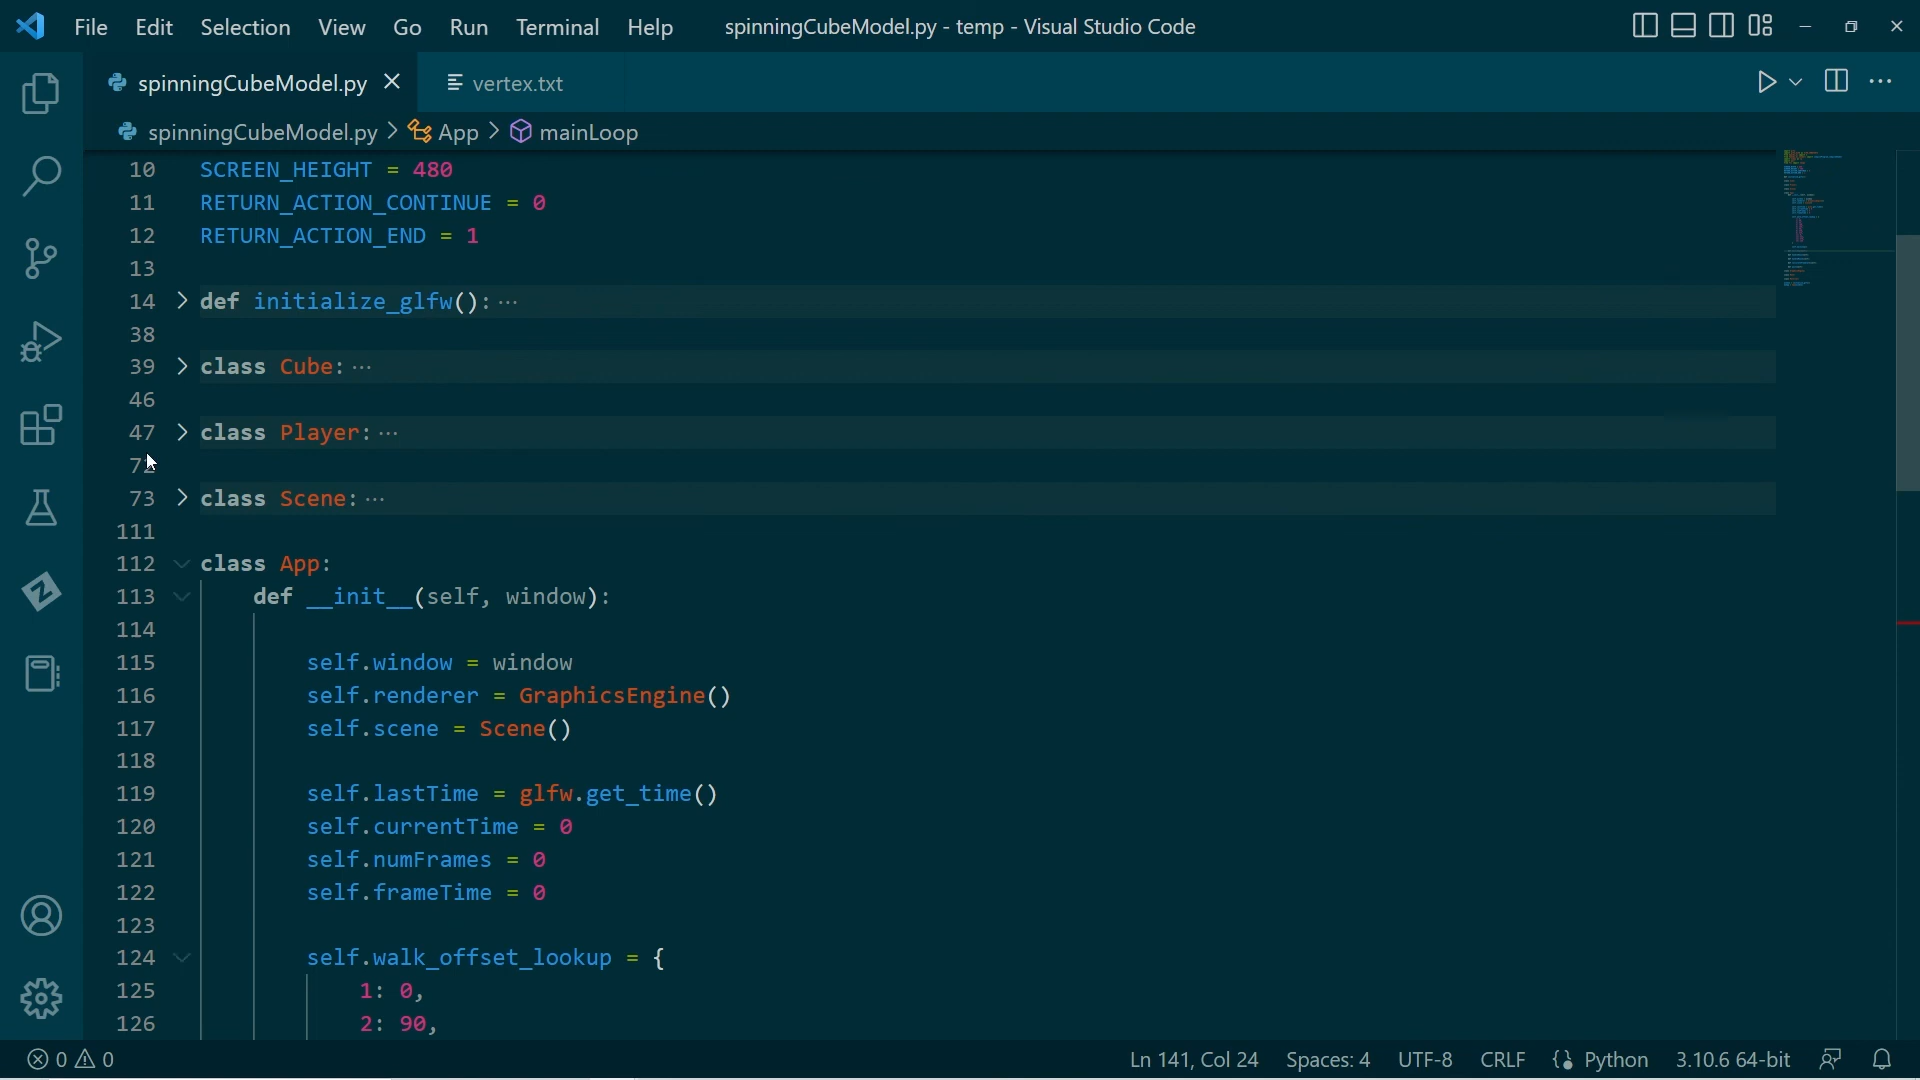 File Edit Selection View Go Run Terminal Help spinningCubeModel.py - temp - Visual Studio Code
spinningCubeModel.py vertex.txt
spinningCubeModel.py > App > mainLoop
10 SCREEN_HEIGHT = 480
11 RETURN_ACTION_CONTINUE = 0
12 RETURN_ACTION_END = 1
13
14 def initialize_glfw(): ···
38
39 class Cube: ···
46
47 class Player: ···
72
73 class Scene: ···
111
112 class App:
113 def __init__(self, window):
114
115 self.window = window
116 self.renderer = GraphicsEngine()
117 self.scene = Scene()
118
119 self.lastTime = glfw.get_time()
120 self.currentTime = 0
121 self.numFrames = 0
122 self.frameTime = 0
123
124 self.walk_offset_lookup = {
125 1: 0,
126 2: 90,
0 0 Ln 141, Col 24 Spaces: 4 UTF-8 CRLF Python 3.10.6 64-bit